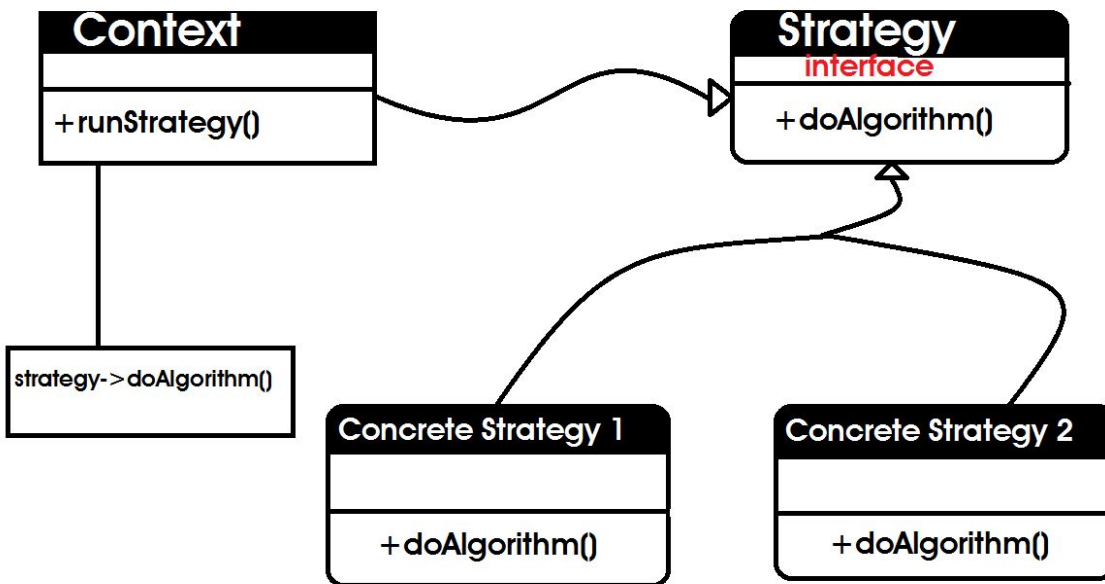 Context
+runStrategy()
Strategy
interface
+doAlgorithm()
strategy->doAlgorithm()
Concrete Strategy 1
+doAlgorithm()
Concrete Strategy 2
+doAlgorithm()